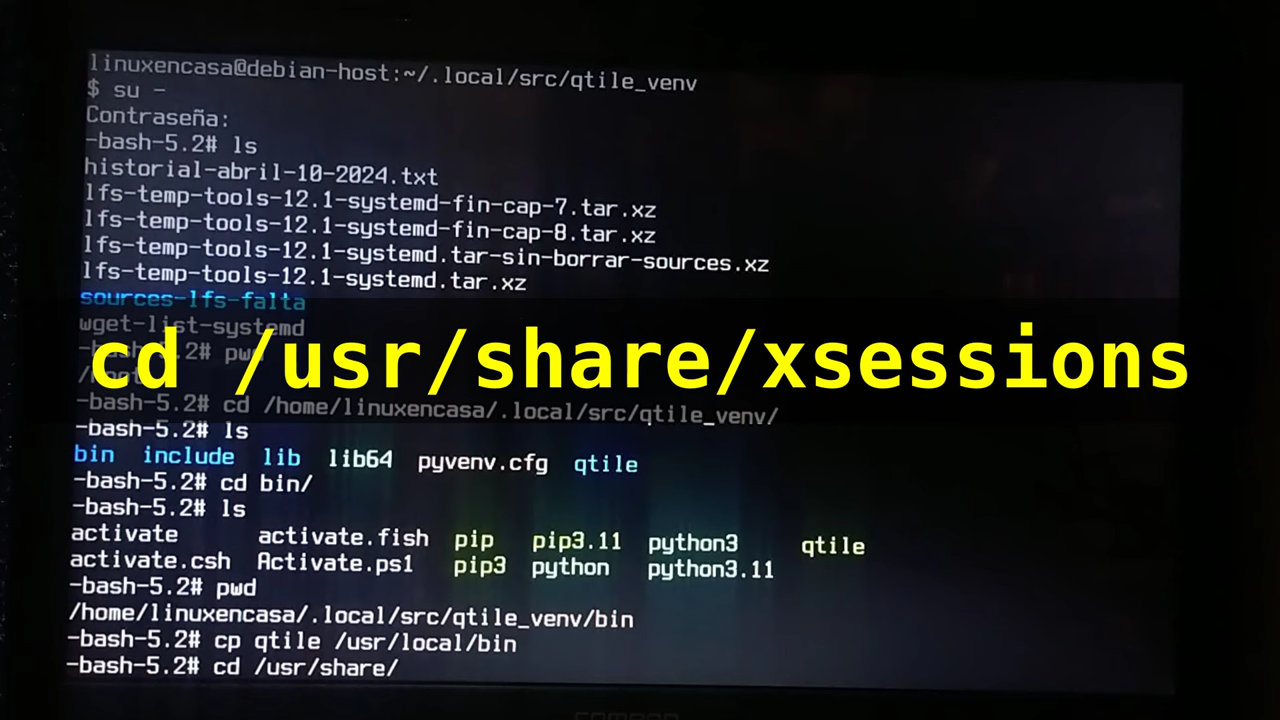 linuxencasa@debian-host:~/.local/src/qtile_venv
$ su -
Contraseña:
-bash-5.2# ls
historial-abril-10-2024.txt
lfs-temp-tools-12.1-systemd-fin-cap-7.tar.xz
lfs-temp-tools-12.1-systemd-fin-cap-8.tar.xz
lfs-temp-tools-12.1-systemd.tar-sin-borrar-sources.xz
lfs-temp-tools-12.1-systemd.tar.xz
sources-lfs-falta
wget-list-systemd
-bash-5.2# pwd
/root
cd /usr/share/xsessions
-bash-5.2# cd /home/linuxencasa/.local/src/qtile_venv/
-bash-5.2# ls
bin include lib lib64 pyvenv.cfg qtile
-bash-5.2# cd bin/
-bash-5.2# ls
activate activate.fish pip pip3.11 python3 qtile
activate.csh Activate.ps1 pip3 python python3.11
-bash-5.2# pwd
/home/linuxencasa/.local/src/qtile_venv/bin
-bash-5.2# cp qtile /usr/local/bin
-bash-5.2# cd /usr/share/